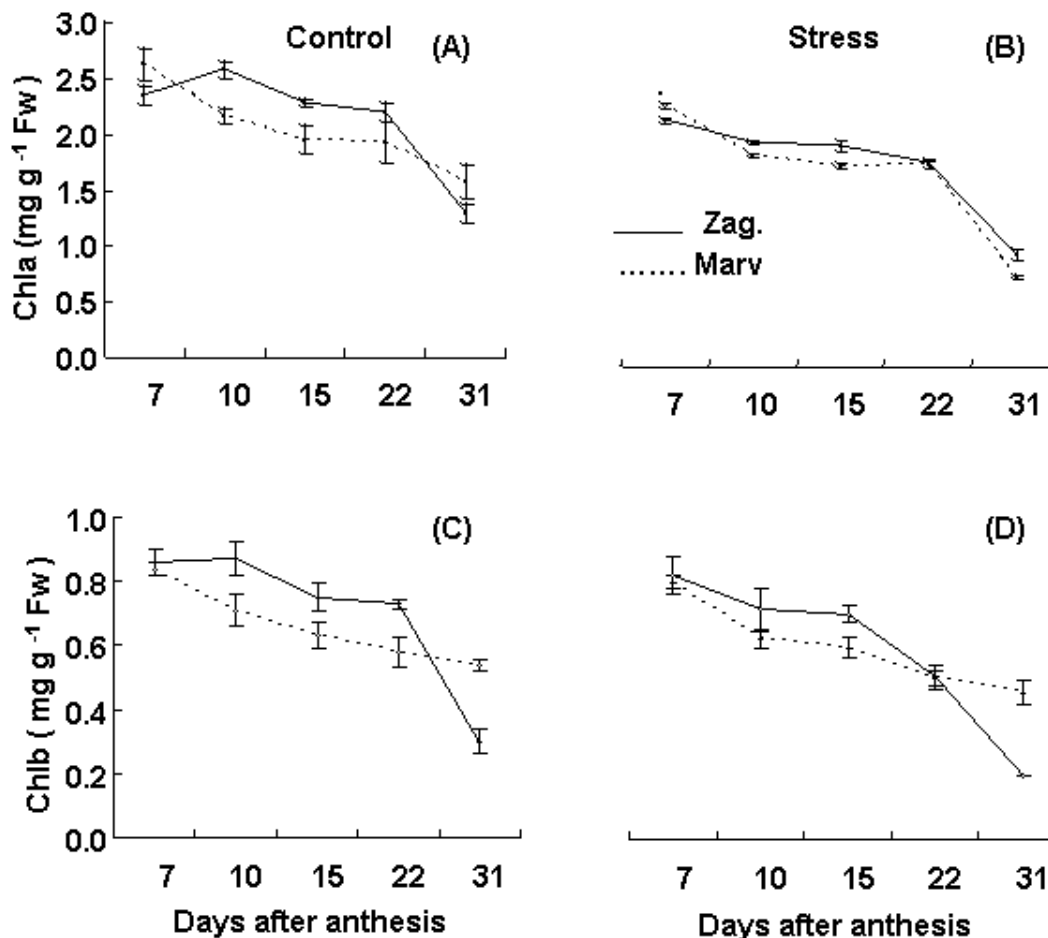 Control (A)
Stress (B)
Chla (mg g -1 Fw )
3.0
2.5
2.0
1.5
1.0
0.5
0.0
Zag.
Marv
7 10 15 22 31
7 10 15 22 31
(C)
(D)
Chlb ( mg g -1 Fw )
1.0
0.8
0.6
0.4
0.2
0.0
7 10 15 22 31
7 10 15 22 31
Days after anthesis
Days after anthesis